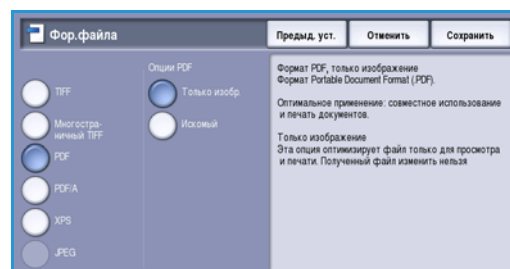 Фор.файла
Предыд. уст.
Отменить
Сохранить
TIFF
Многостра-
ничный TIFF
PDF
PDF/A
XPS
JPEG
Опции PDF
Только изобр.
Искомый
Формат PDF, только изображение
Формат Portable Document Format (.PDF).
Оптимальное применение: совместное использование
и печать документов.
Только изображение
Эта опция оптимизирует файл только для просмотра
и печати. Полученный файл изменить нельзя